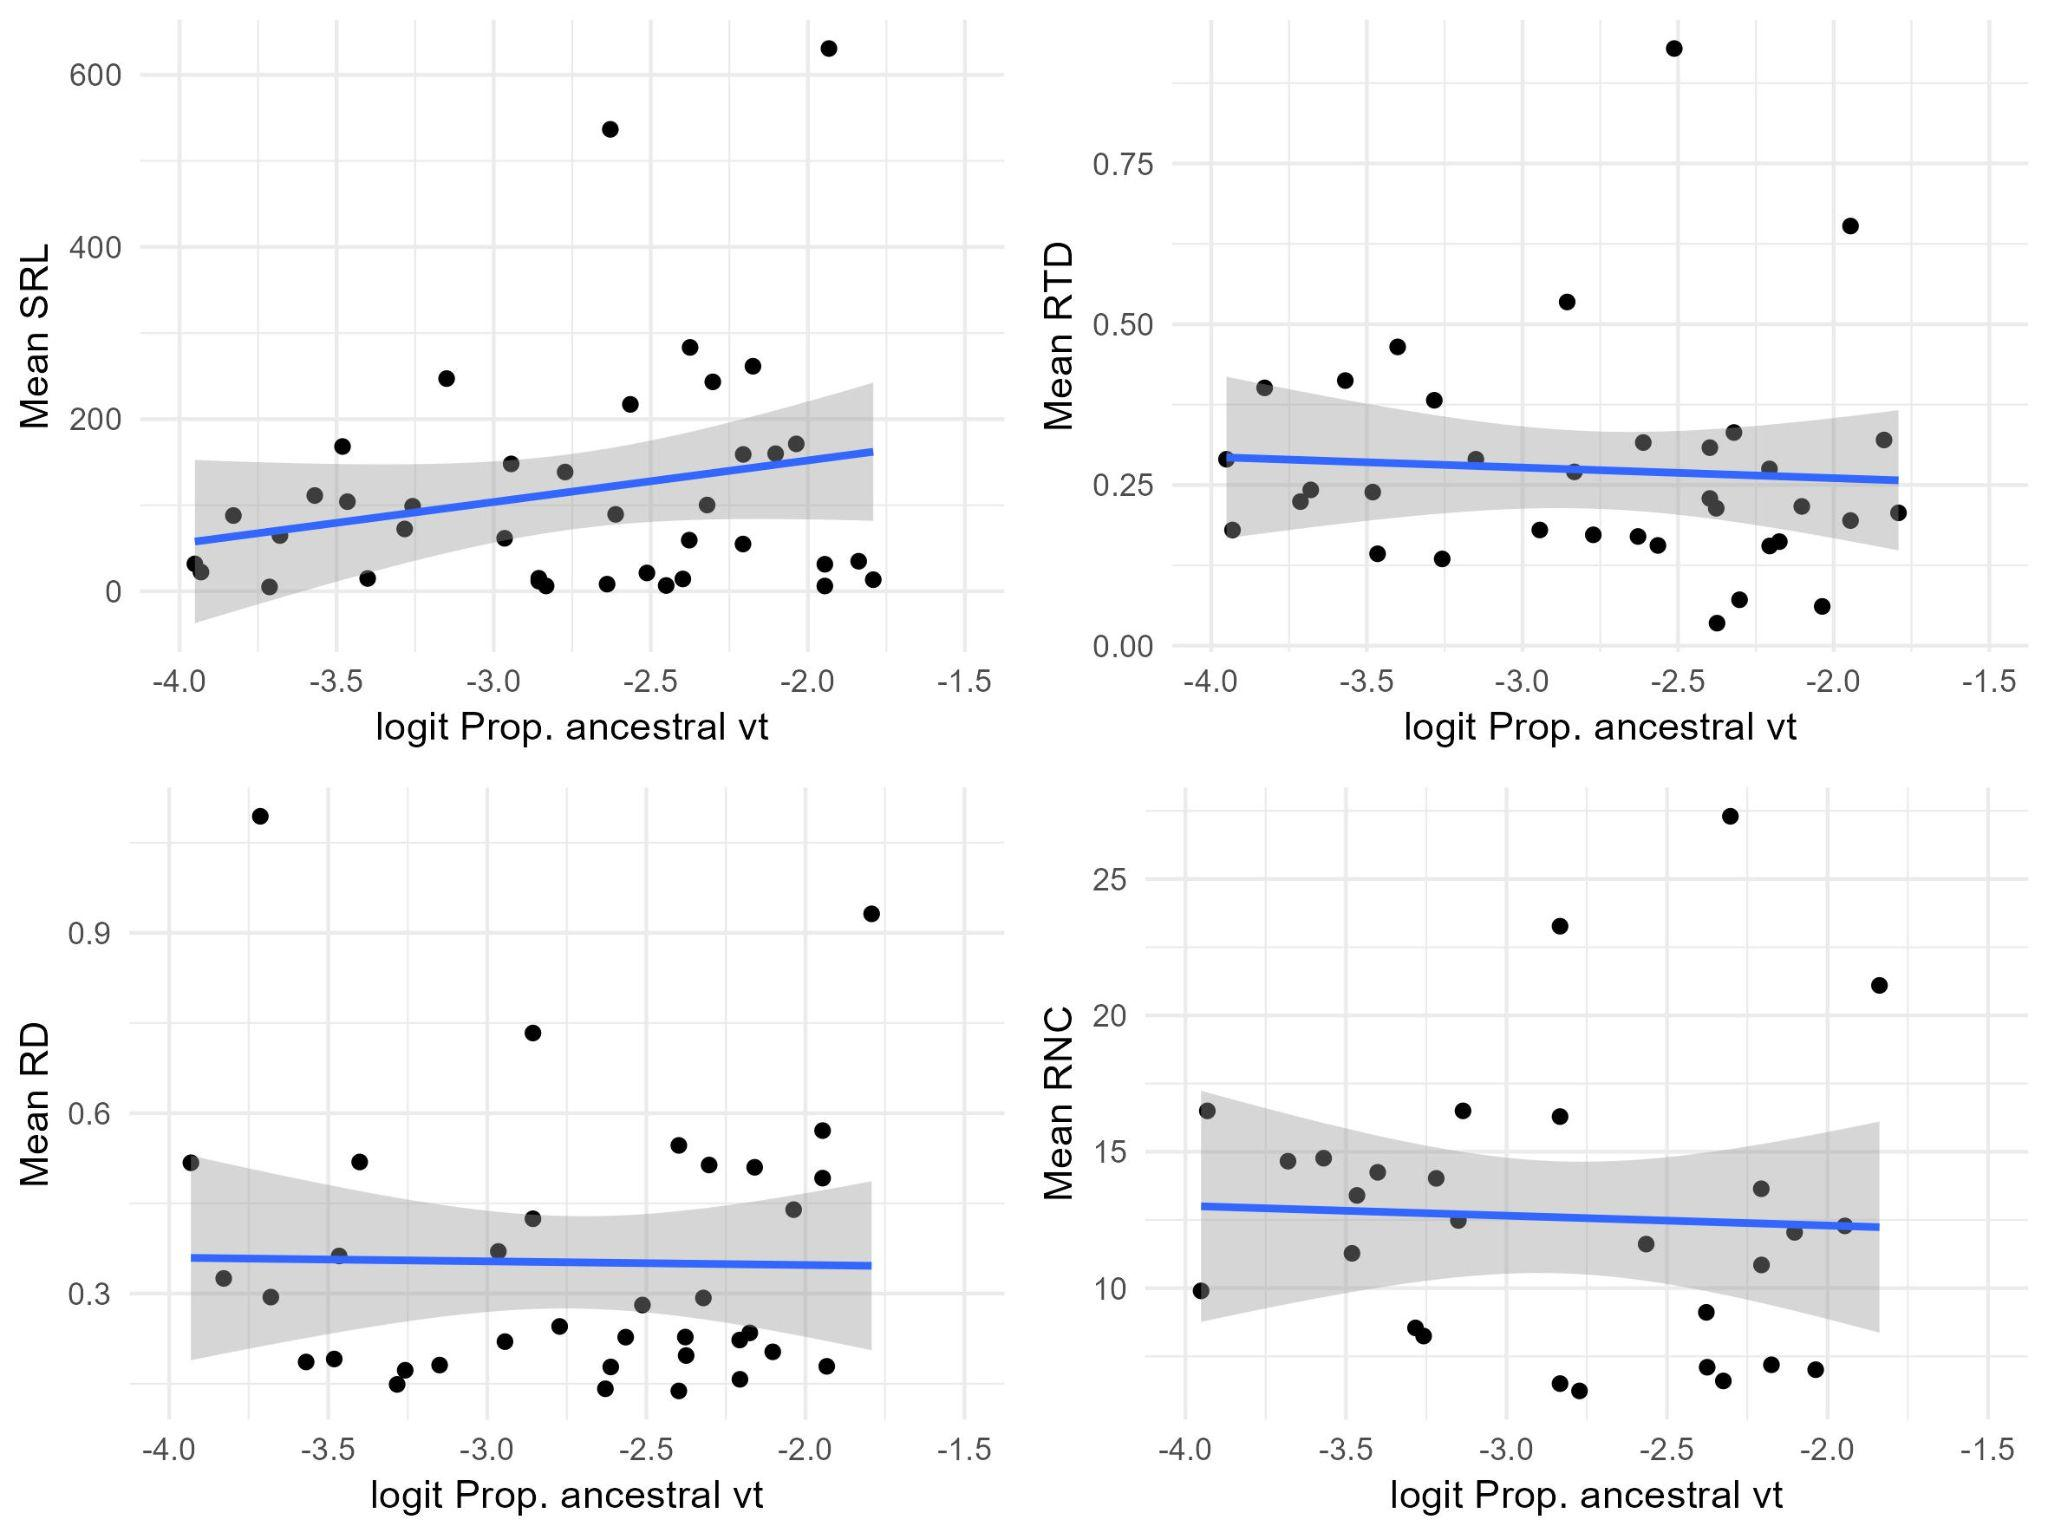 Mean SRL
600
400
200
0
-4.0 -3.5 -3.0 -2.5 -2.0 -1.5
logit Prop. ancestral vt
Mean RTD
0.75
0.50
0.25
0.00
-4.0 -3.5 -3.0 -2.5 -2.0 -1.5
logit Prop. ancestral vt
Mean RD
0.9
0.6
0.3
-4.0 -3.5 -3.0 -2.5 -2.0 -1.5
logit Prop. ancestral vt
Mean RNC
25
20
15
10
-4.0 -3.5 -3.0 -2.5 -2.0 -1.5
logit Prop. ancestral vt